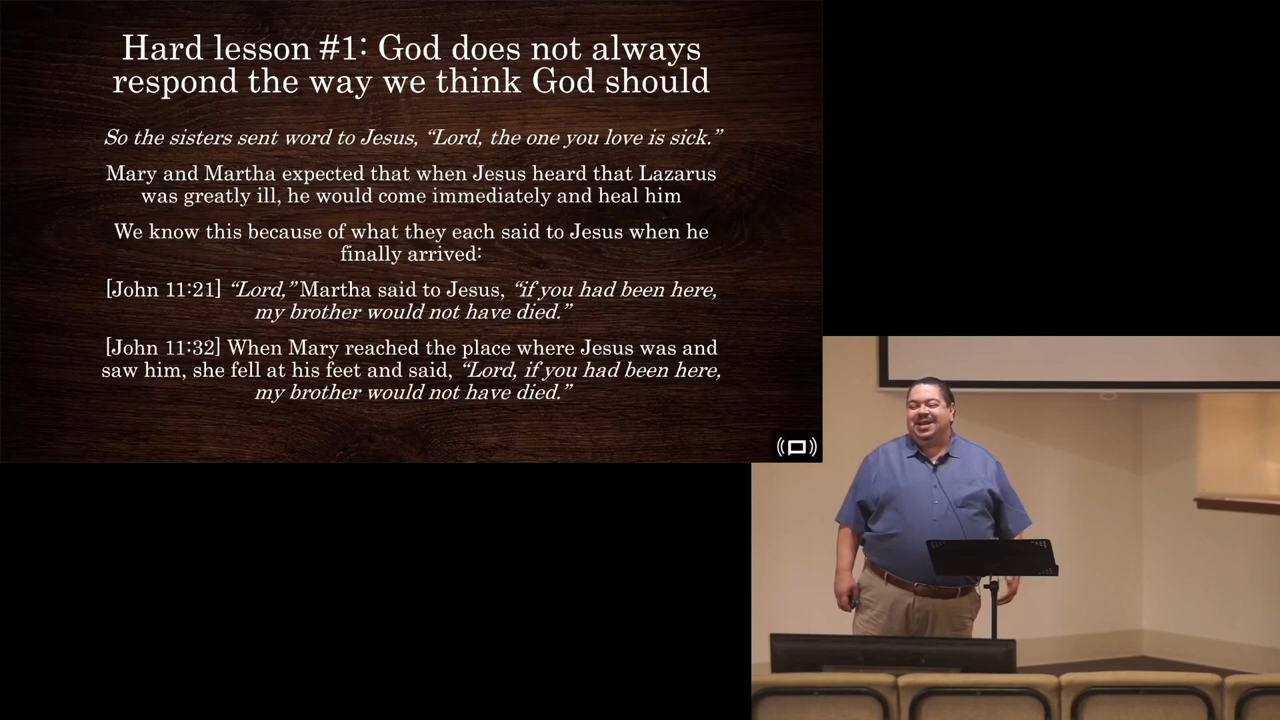 Hard lesson #1: God does not always
respond the way we think God should
So the sisters sent word to Jesus, “Lord, the one you love is sick.”
Mary and Martha expected that when Jesus heard that Lazarus
was greatly ill, he would come immediately and heal him
We know this because of what they each said to Jesus when he
finally arrived:
[John 11:21] “Lord,” Martha said to Jesus, “if you had been here,
my brother would not have died.”
[John 11:32] When Mary reached the place where Jesus was and
saw him, she fell at his feet and said, “Lord, if you had been here,
my brother would not have died.”